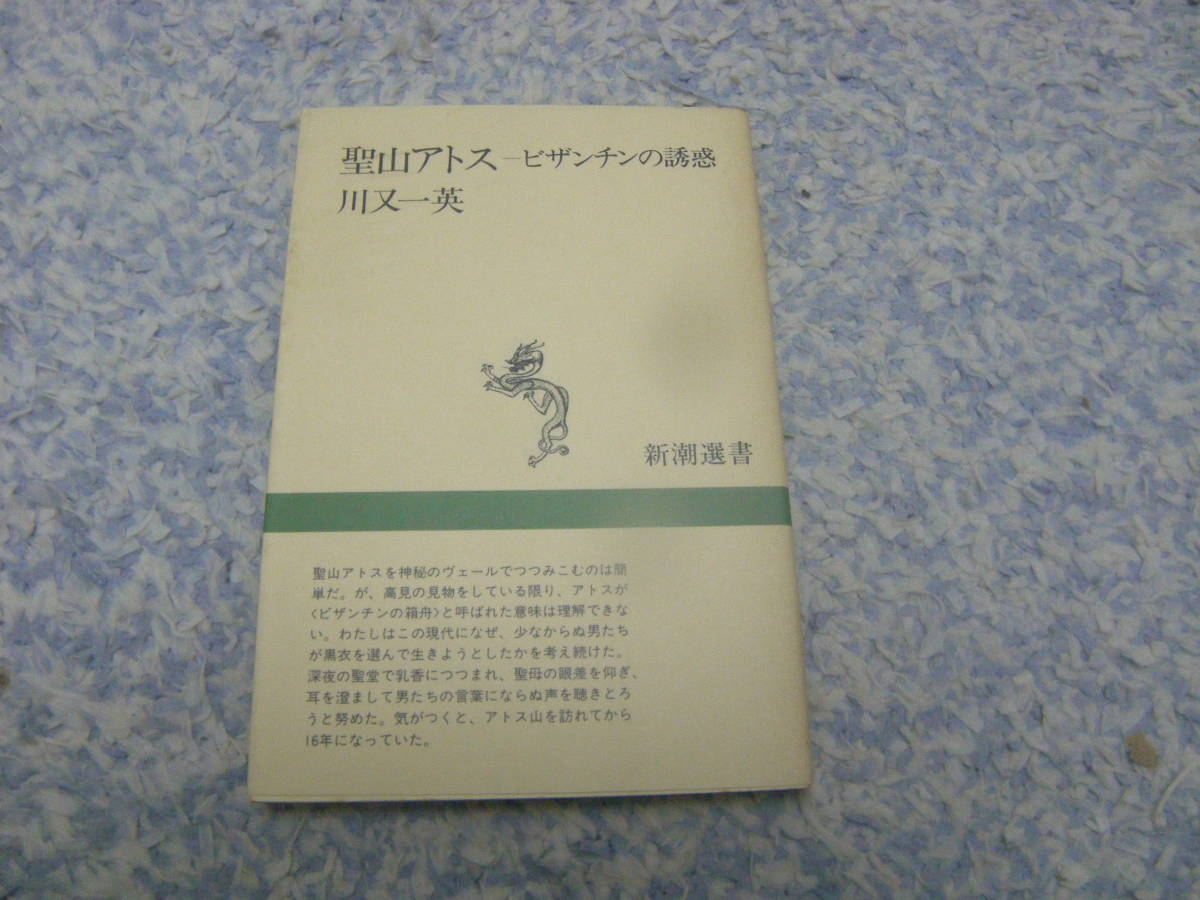 聖山アトス―ビザンチンの誘惑
川又一英
新潮選書
聖山アトスを神秘のヴェールでつつみこむのは簡
単だ。が、高見の見物をしている限り、アトスが
〈ビザンチンの箱舟〉と呼ばれた意味は理解できな
い。わたしはこの現代になぜ、少なからぬ男たち
が黒衣を選んで生きようとしたかを考え続けた。
深夜の聖堂で乳香につつまれ、聖母の眼差を仰ぎ、
耳を澄まして男たちの言葉にならぬ声を聴きとろ
うと努めた。気がつくと、アトス山を訪れてから
16年になっていた。